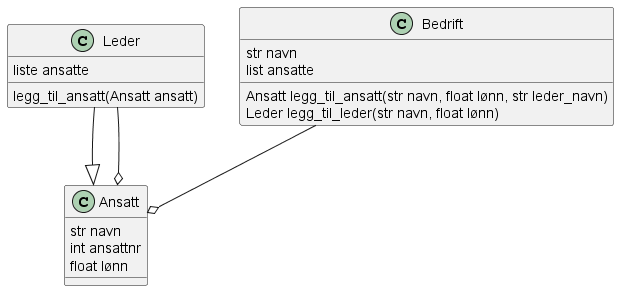 C Leder
liste ansatte
legg_til_ansatt(Ansatt ansatt)
C Bedrift
str navn
list ansatte
Ansatt legg_til_ansatt(str navn, float lønn, str leder_navn)
Leder legg_til_leder(str navn, float lønn)
C Ansatt
str navn
int ansattnr
float lønn